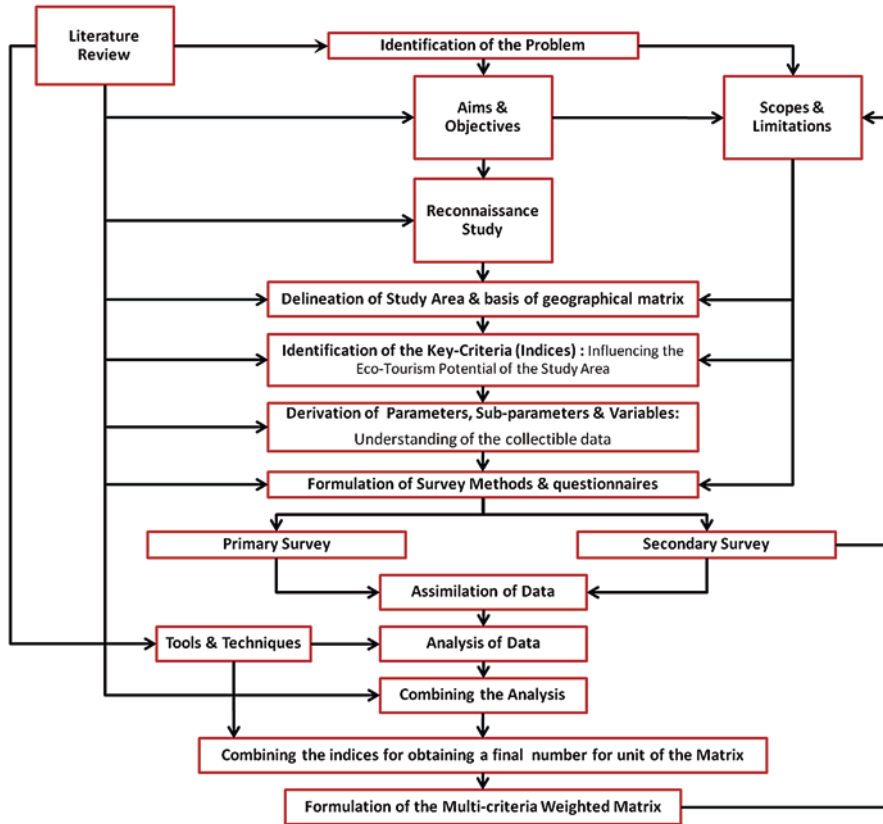 Literature
Review
Identification of the Problem
Aims &
Objectives
Scopes &
Limitations
Reconnaissance
Study
Delineation of Study Area & basis of geographical matrix
Identification of the Key-Criteria (Indices) : Influencing the
Eco-Tourism Potential of the Study Area
Derivation of Parameters, Sub-parameters & Variables:
Understanding of the collectible data
Formulation of Survey Methods & questionnaires
Primary Survey
Secondary Survey
Assimilation of Data
Tools & Techniques
Analysis of Data
Combining the Analysis
Combining the indices for obtaining a final number for unit of the Matrix
Formulation of the Multi-criteria Weighted Matrix